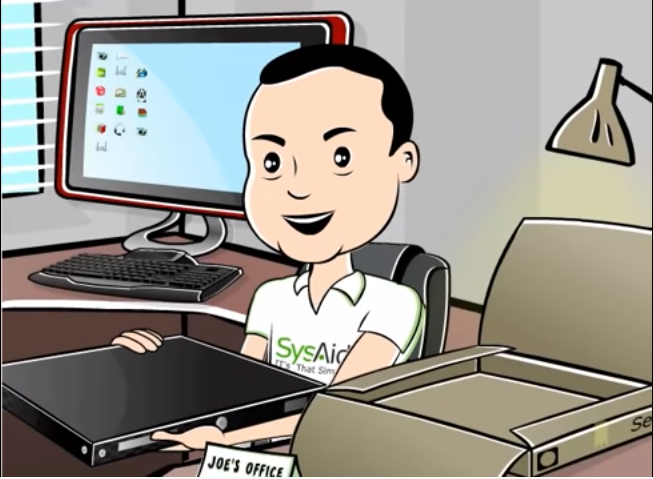 SysAid
IT's That Sim
JOE'S OFFICE
Se